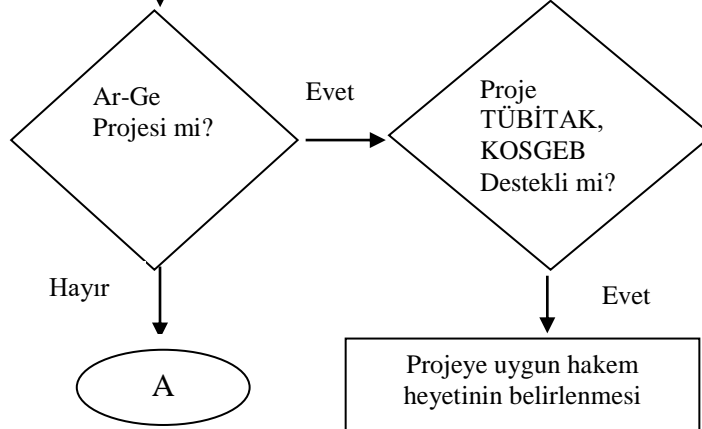 Ar-Ge
Projesi mi?
Evet
Proje
TÜBİTAK,
KOSGEB
Destekli mi?
Hayır
Evet
A
Projeye uygun hakem
heyetinin belirlenmesi